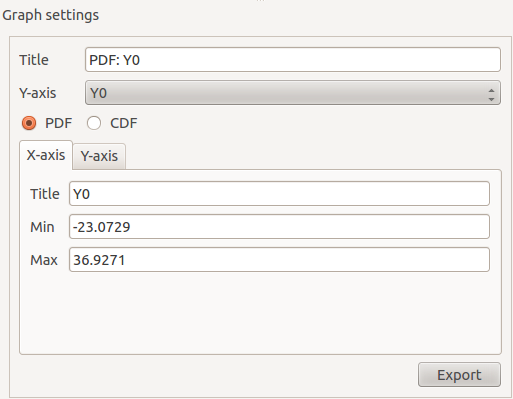 Graph settings
Title PDF: Y0
Y-axis Y0
PDF CDF
X-axis Y-axis
Title Y0
Min -23.0729
Max 36.9271
Export